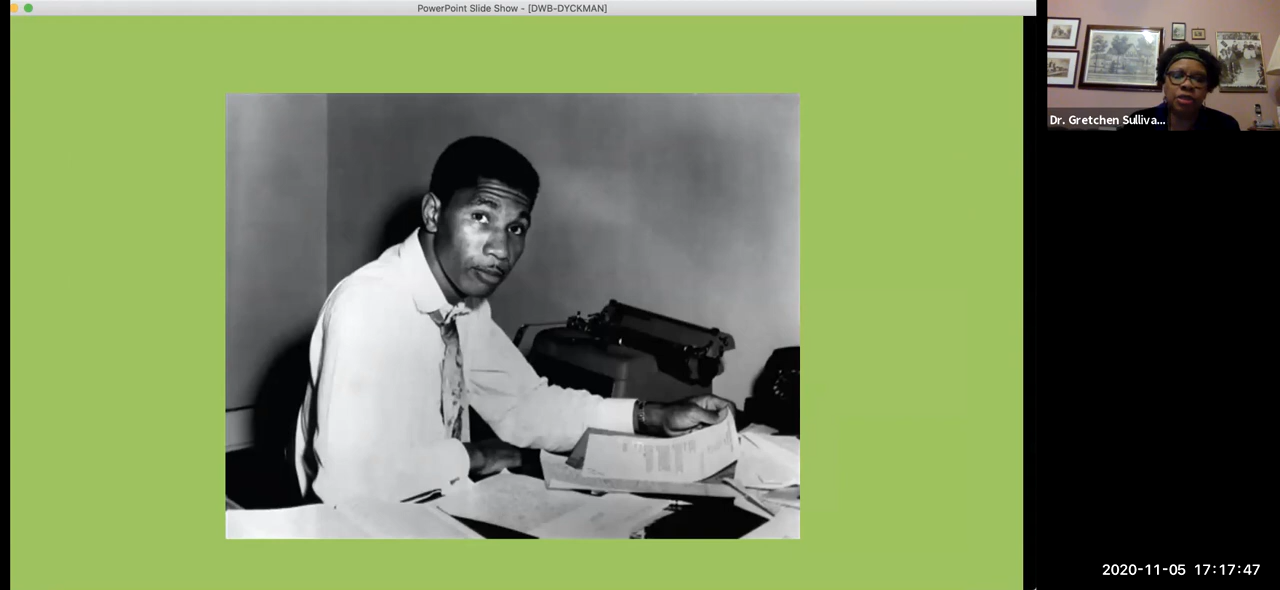 PowerPoint Slide Show - [DWB-DYCKMAN]
Dr. Gretchen Sulliva...
2020-11-05 17:17:47